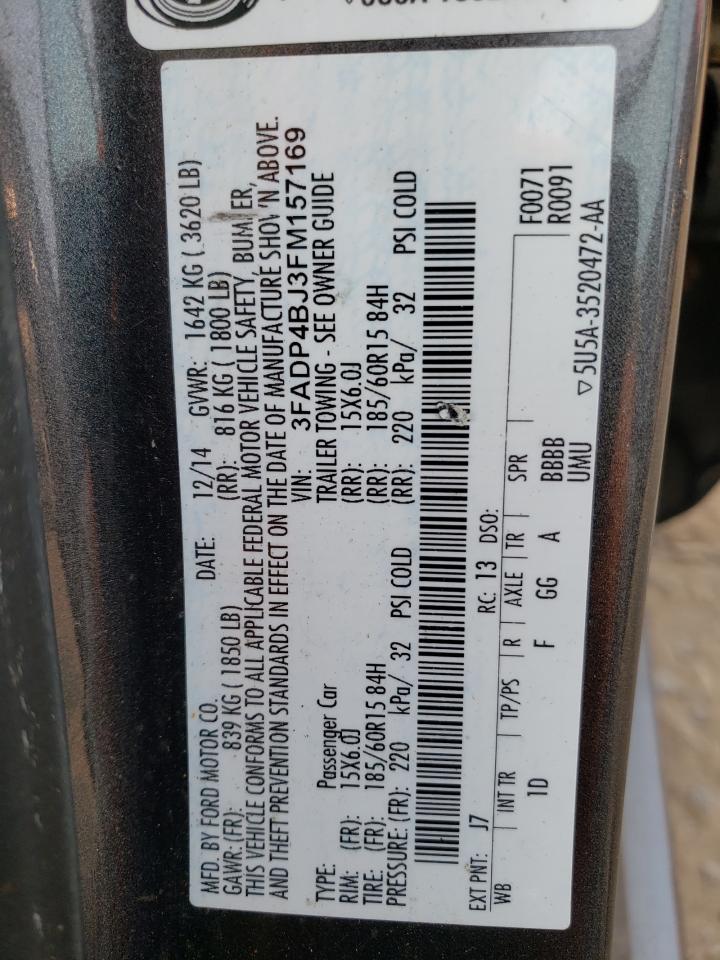 MFD. BY FORD MOTOR CO. DATE: 12/14 GVWR: 1642 KG ( 3620 LB)
GAWR: (FR): 839 KG ( 1850 LB) (RR): 816 KG ( 1800 LB)
THIS VEHICLE CONFORMS TO ALL APPLICABLE FEDERAL MOTOR VEHICLE SAFETY, BUMPER,
AND THEFT PREVENTION STANDARDS IN EFFECT ON THE DATE OF MANUFACTURE SHOWN ABOVE.
VIN: 3FADP4BJ3FM157169
TYPE: Passenger Car TRAILER TOWING - SEE OWNER GUIDE
RIM: (FR): 15X6.0J (RR): 15X6.0J
TIRE: (FR): 185/60R15 84H (RR): 185/60R15 84H
PRESSURE: (FR): 220 kPa/ 32 PSI COLD (RR): 220 kPa/ 32 PSI COLD
EXT PNT: J7 RC: 13 DSO: F0071
WB INT TR TP/PS R AXLE TR SPR R0091
1D F GG A BBBB
UMU
▽5U5A-3520472-AA